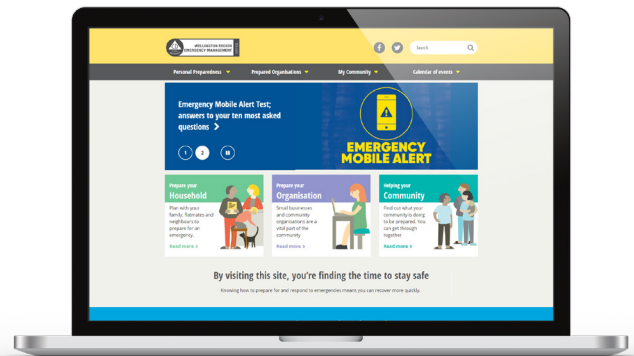 WELLINGTON REGION
EMERGENCY MANAGEMENT
Search
Personal Preparedness
Prepared Organisations
My Community
Calendar of events
Emergency Mobile Alert Test;
answers to your ten most asked
questions
1 2
EMERGENCY
MOBILE ALERT
Prepare your
Household
Plan with your
family, flatmates and
neighbours to
prepare for an
emergency.
Read more
Prepare your
Organisation
Small businesses
and community
organisations are a
vital part of the
community
Read more
Helping your
Community
Find out what your
community is doing
to be prepared. You
can get through
together
Read more
By visiting this site, you're finding the time to stay safe
Knowing how to prepare for and respond to emergencies means you can recover more quickly.